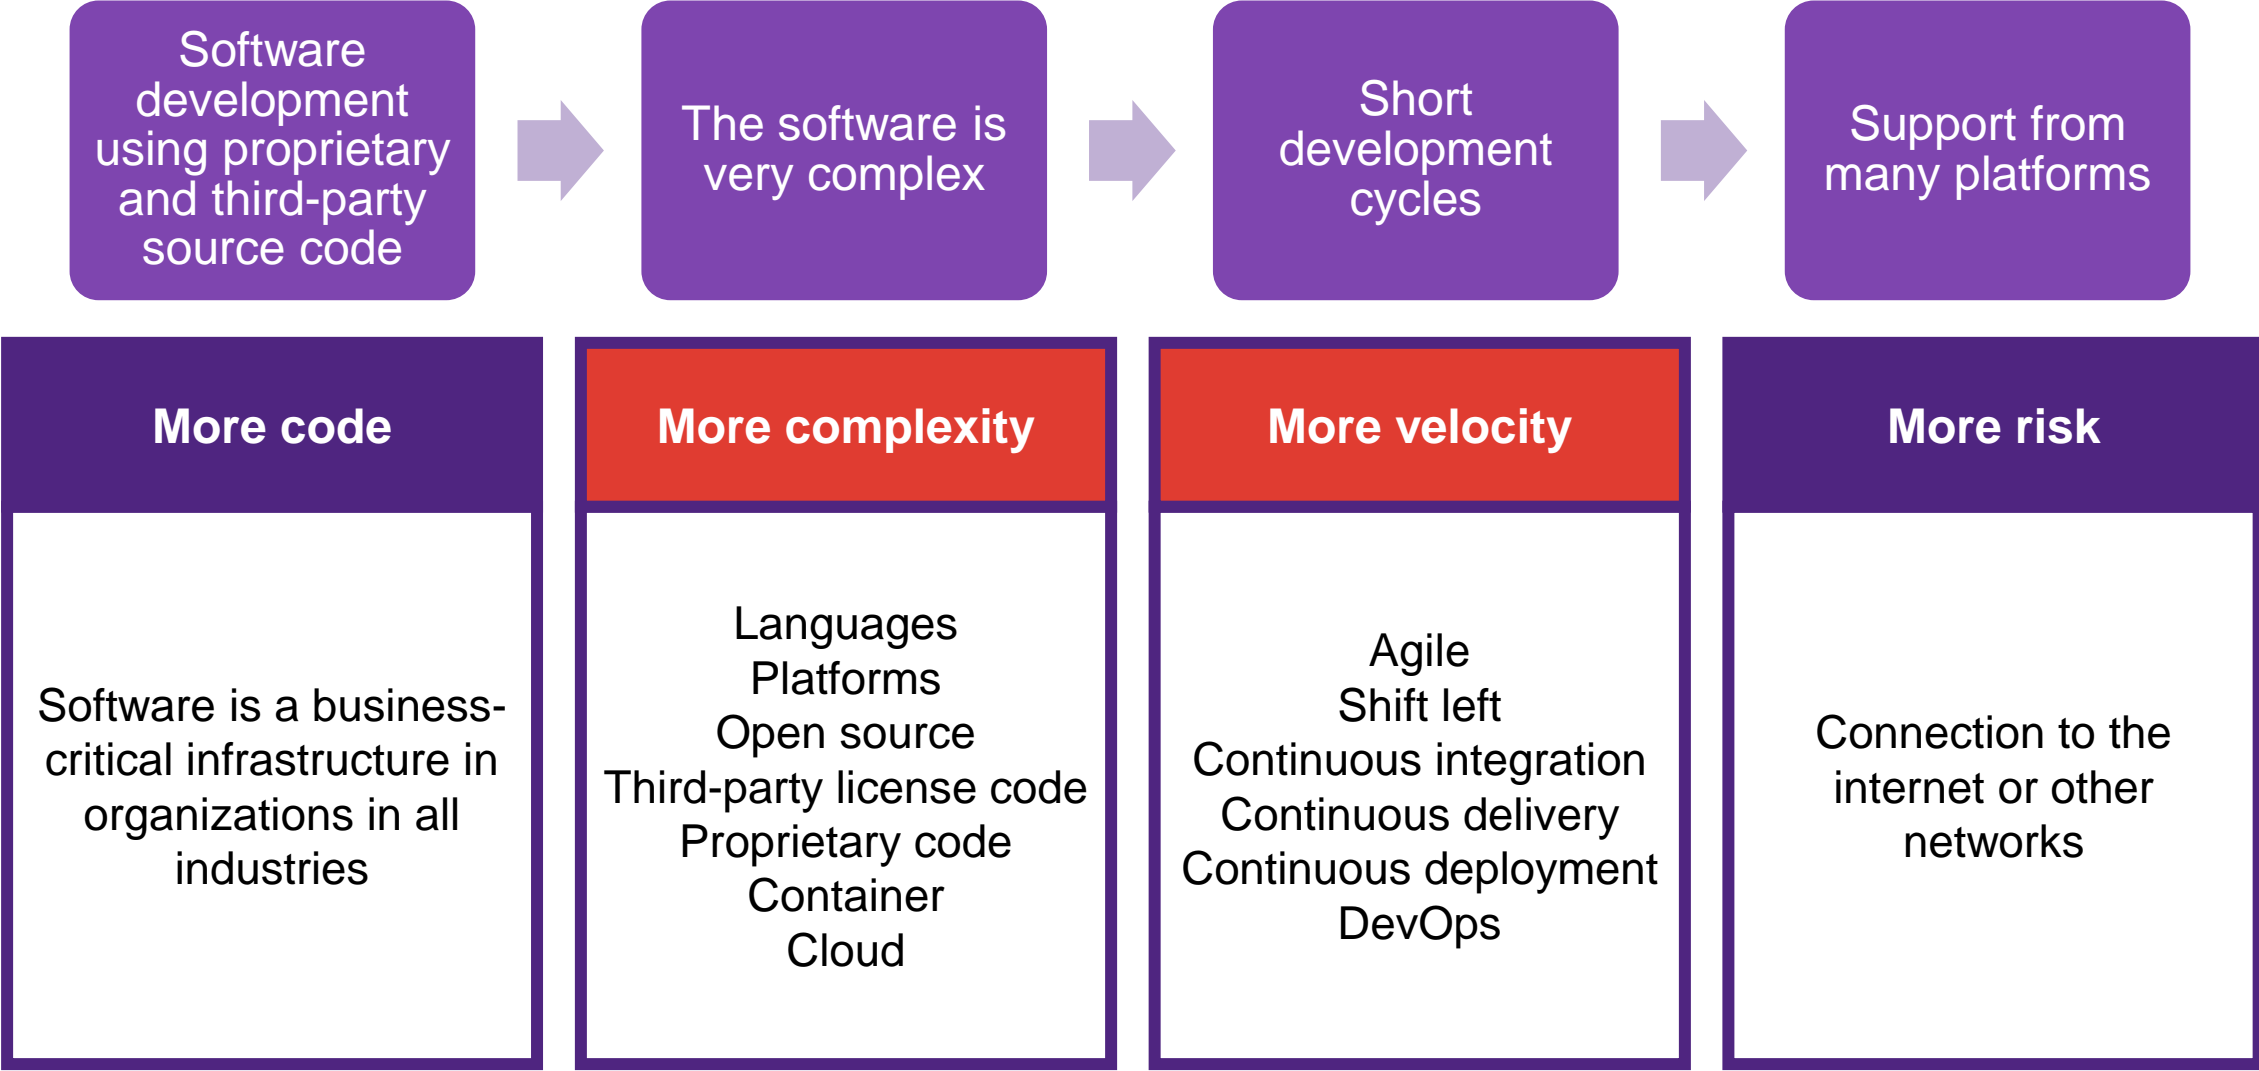 Software
development
using proprietary
and third-party
source code
The software is
very complex
Short
development
cycles
Support from
many platforms
More code
Software is a business-
critical infrastructure in
organizations in all
industries
More complexity
Languages
Platforms
Open source
Third-party license code
Proprietary code
Container
Cloud
More velocity
Agile
Shift left
Continuous integration
Continuous delivery
Continuous deployment
DevOps
More risk
Connection to the
internet or other
networks